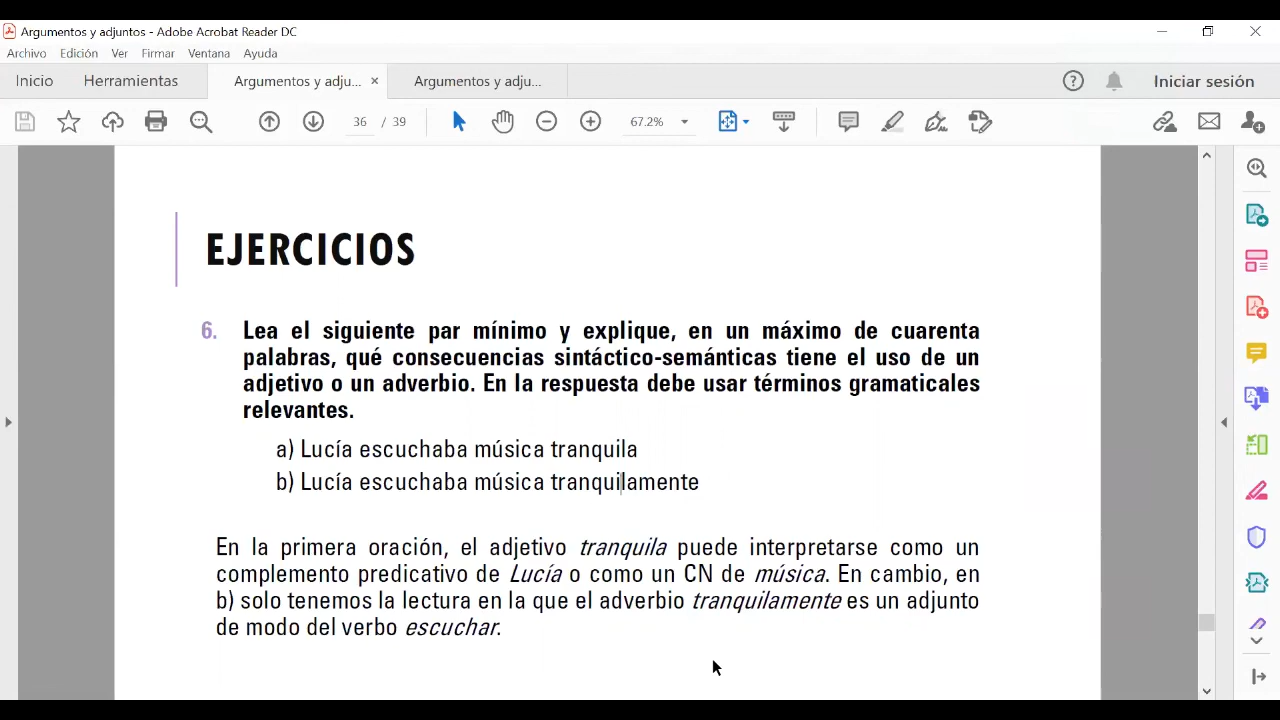 Argumentos y adjuntos - Adobe Acrobat Reader DC
Archivo Edición Ver Firmar Ventana Ayuda
Inicio Herramientas Argumentos y adju... × Argumentos y adju... Iniciar sesión
36 / 39 67.2%
EJERCICIOS
6. Lea el siguiente par mínimo y explique, en un máximo de cuarenta
palabras, qué consecuencias sintáctico-semánticas tiene el uso de un
adjetivo o un adverbio. En la respuesta debe usar términos gramaticales
relevantes.
a) Lucía escuchaba música tranquila
b) Lucía escuchaba música tranquilamente
En la primera oración, el adjetivo tranquila puede interpretarse como un
complemento predicativo de Lucía o como un CN de música. En cambio, en
b) solo tenemos la lectura en la que el adverbio tranquilamente es un adjunto
de modo del verbo escuchar.